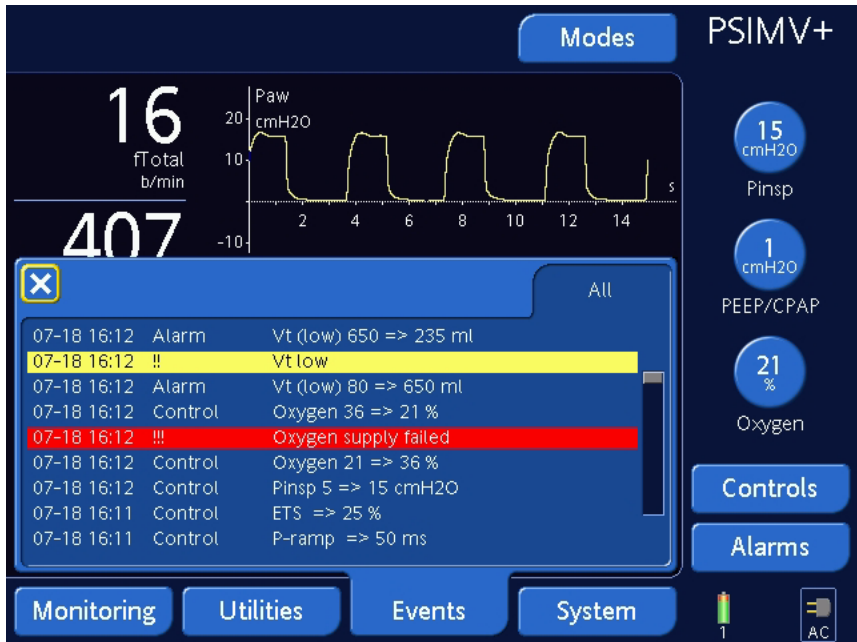 Modes
PSIMV+
16
fTotal
b/min
Paw
cmH2O
20
10
-10
2 4 6 8 10 12 14
s
407
15
cmH2O
Pinsp
1
cmH2O
PEEP/CPAP
21
%
Oxygen
All
07-18 16:12 Alarm Vt (low) 650 => 235 ml
07-18 16:12 !! Vt low
07-18 16:12 Alarm Vt (low) 80 => 650 ml
07-18 16:12 Control Oxygen 36 => 21 %
07-18 16:12 !!! Oxygen supply failed
07-18 16:12 Control Oxygen 21 => 36 %
07-18 16:12 Control Pinsp 5 => 15 cmH2O
07-18 16:11 Control ETS => 25 %
07-18 16:11 Control P-ramp => 50 ms
Controls
Alarms
Monitoring
Utilities
Events
System
1
AC